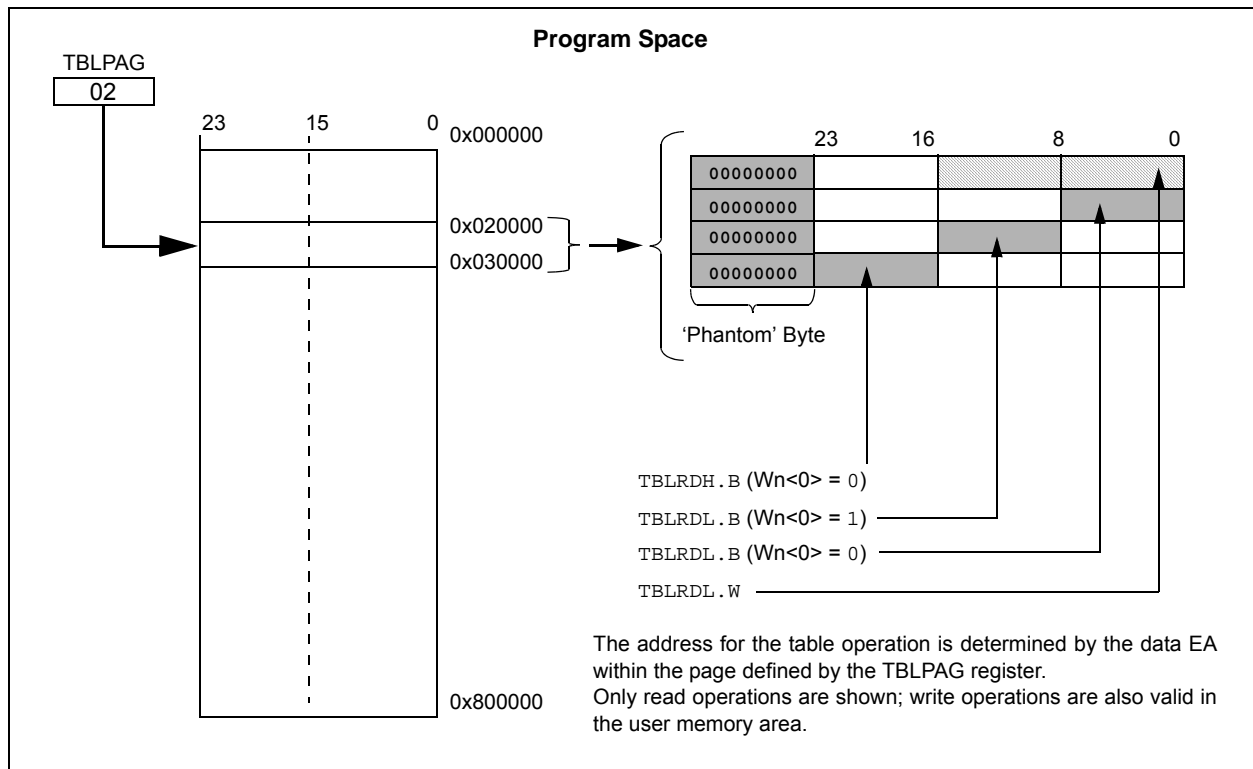 Program Space
TBLPAG
02
23 15 0
0x000000
0x020000
0x030000
0x800000
23 16 8 0
00000000
00000000
00000000
00000000
‘Phantom’ Byte
TBLRDH.B (Wn<0> = 0)
TBLRDL.B (Wn<0> = 1)
TBLRDL.B (Wn<0> = 0)
TBLRDL.W
The address for the table operation is determined by the data EA
within the page defined by the TBLPAG register.
Only read operations are shown; write operations are also valid in
the user memory area.